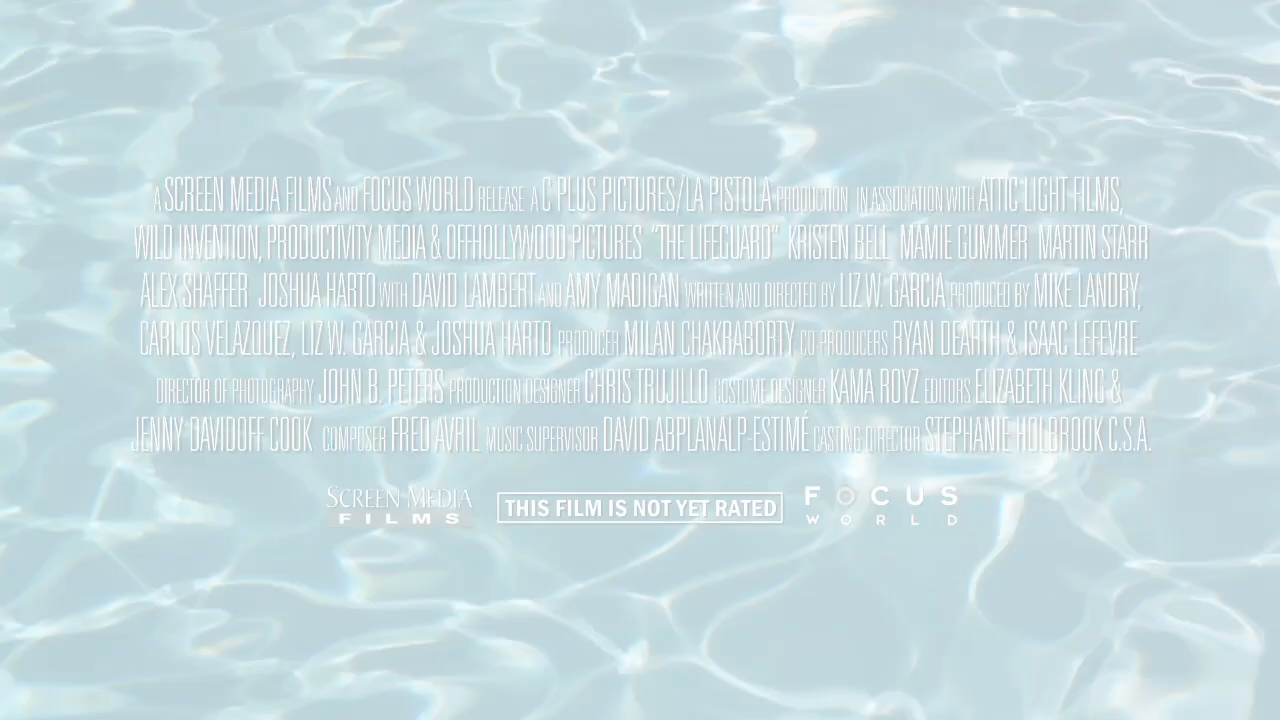 A SCREEN MEDIA FILMS AND FOCUS WORLD RELEASE A C PLUS PICTURES/LA PISTOLA PRODUCTION IN ASSOCIATION WITH ATTIC LIGHT FILMS,
WILD INVENTION, PRODUCTIVITY MEDIA & OFFHOLLYWOOD PICTURES "THE LIFEGUARD" KRISTEN BELL MAMIE GUMMER MARTIN STARR
ALEX SHAFFER JOSHUA HARTO WITH DAVID LAMBERT AND AMY MADIGAN WRITTEN AND DIRECTED BY LIZ W. GARCIA PRODUCED BY MIKE LANDRY,
CARLOS VELAZQUEZ, LIZ W. GARCIA & JOSHUA HARTO PRODUCER MILAN CHAKRABORTY CO-PRODUCERS RYAN DEARTH & ISAAC LEFEVRE
DIRECTOR OF PHOTOGRAPHY JOHN B. PETERS PRODUCTION DESIGNER CHRIS TRUJILLO COSTUME DESIGNER KAMA ROYZ EDITORS ELIZABETH KLING &
JENNY DAVIDOFF COOK COMPOSER FRED AVRIL MUSIC SUPERVISOR DAVID ABPLANALP-ESTIMÉ CASTING DIRECTOR STEPHANIE HOLBROOK C.S.A.
SCREEN MEDIA FILMS THIS FILM IS NOT YET RATED FOCUS WORLD